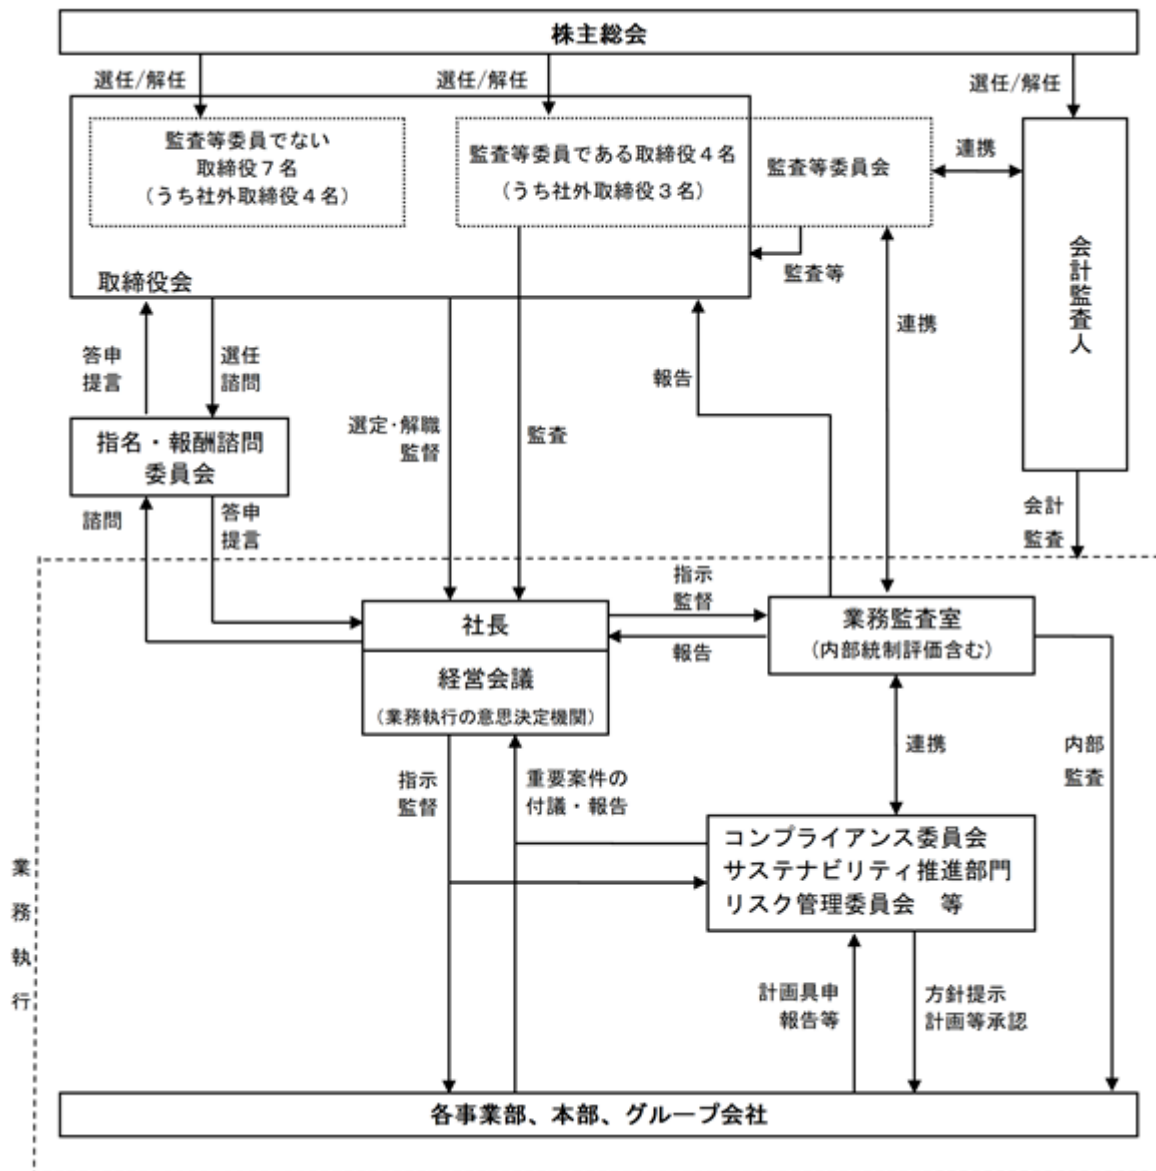 株主総会
選任/解任
選任/解任
選任/解任
監査等委員でない
取締役７名
（うち社外取締役４名）
監査等委員である取締役４名
（うち社外取締役３名）
監査等委員会
連携
会計監査人
取締役会
監査等
答申
提言
選任
諮問
選定・解職
監督
監査
報告
連携
指名・報酬諮問
委員会
諮問
答申
提言
会計
監査
指示
監督
報告
社長
経営会議
（業務執行の意思決定機関）
業務監査室
（内部統制評価含む）
連携
内部
監査
指示
監督
重要案件の
付議・報告
コンプライアンス委員会
サステナビリティ推進部門
リスク管理委員会　等
業務執行
計画具申
報告等
方針提示
計画等承認
各事業部、本部、グループ会社